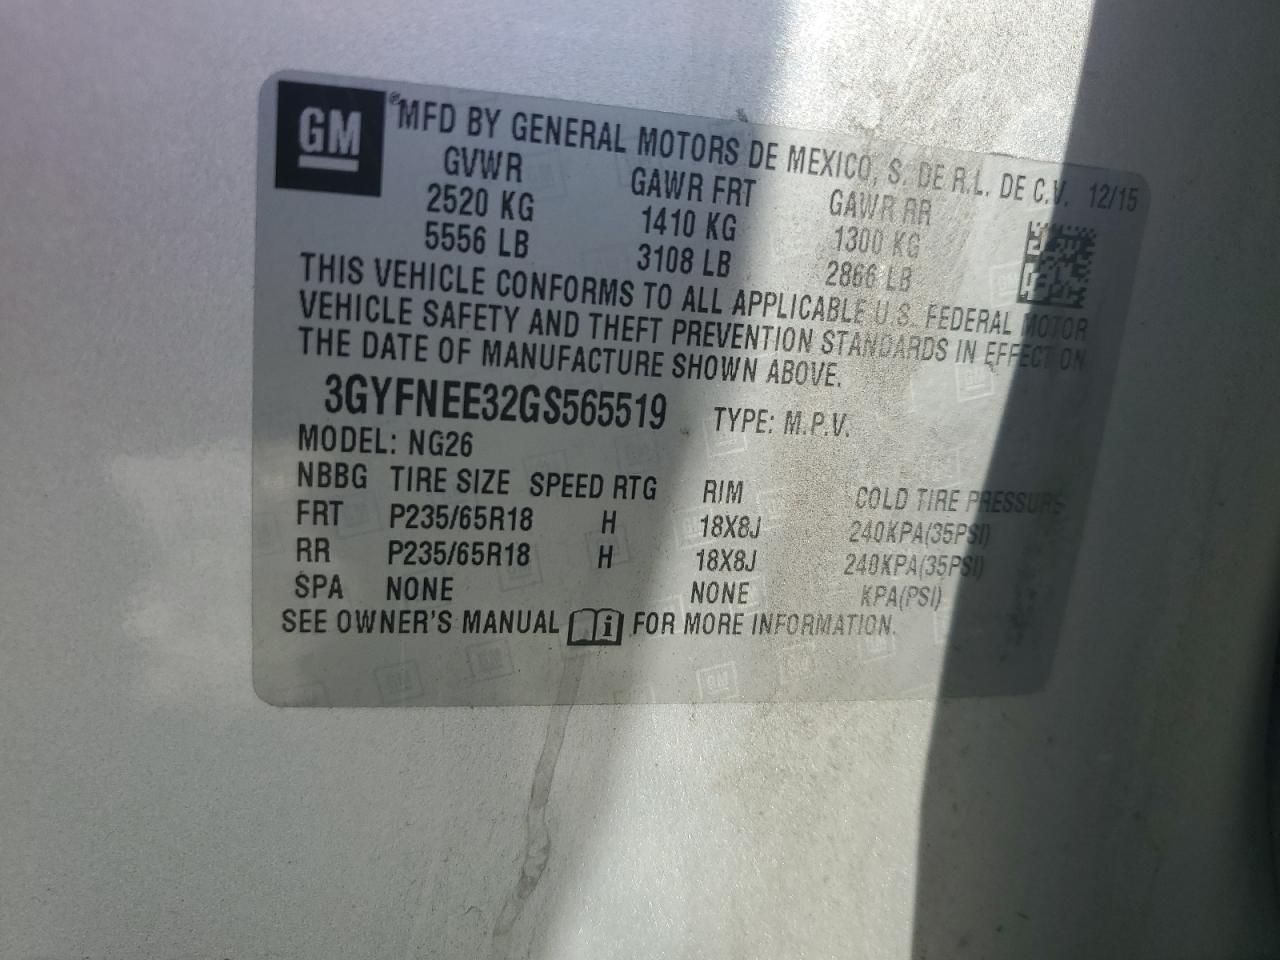 GM ®MFD BY GENERAL MOTORS DE MEXICO, S. DE R.L. DE C.V. 12/15
GVWR GAWR FRT GAWR RR
2520 KG 1410 KG 1300 KG
5556 LB 3108 LB 2866 LB
THIS VEHICLE CONFORMS TO ALL APPLICABLE U.S. FEDERAL MOTOR
VEHICLE SAFETY AND THEFT PREVENTION STANDARDS IN EFFECT ON
THE DATE OF MANUFACTURE SHOWN ABOVE.
3GYFNEE32GS565519 TYPE: M.P.V.
MODEL: NG26
NBBG TIRE SIZE SPEED RTG RIM COLD TIRE PRESSURE
FRT P235/65R18 H 18X8J 240KPA(35PSI)
RR P235/65R18 H 18X8J 240KPA(35PSI)
SPA NONE NONE KPA(PSI)
SEE OWNER'S MANUAL i FOR MORE INFORMATION.